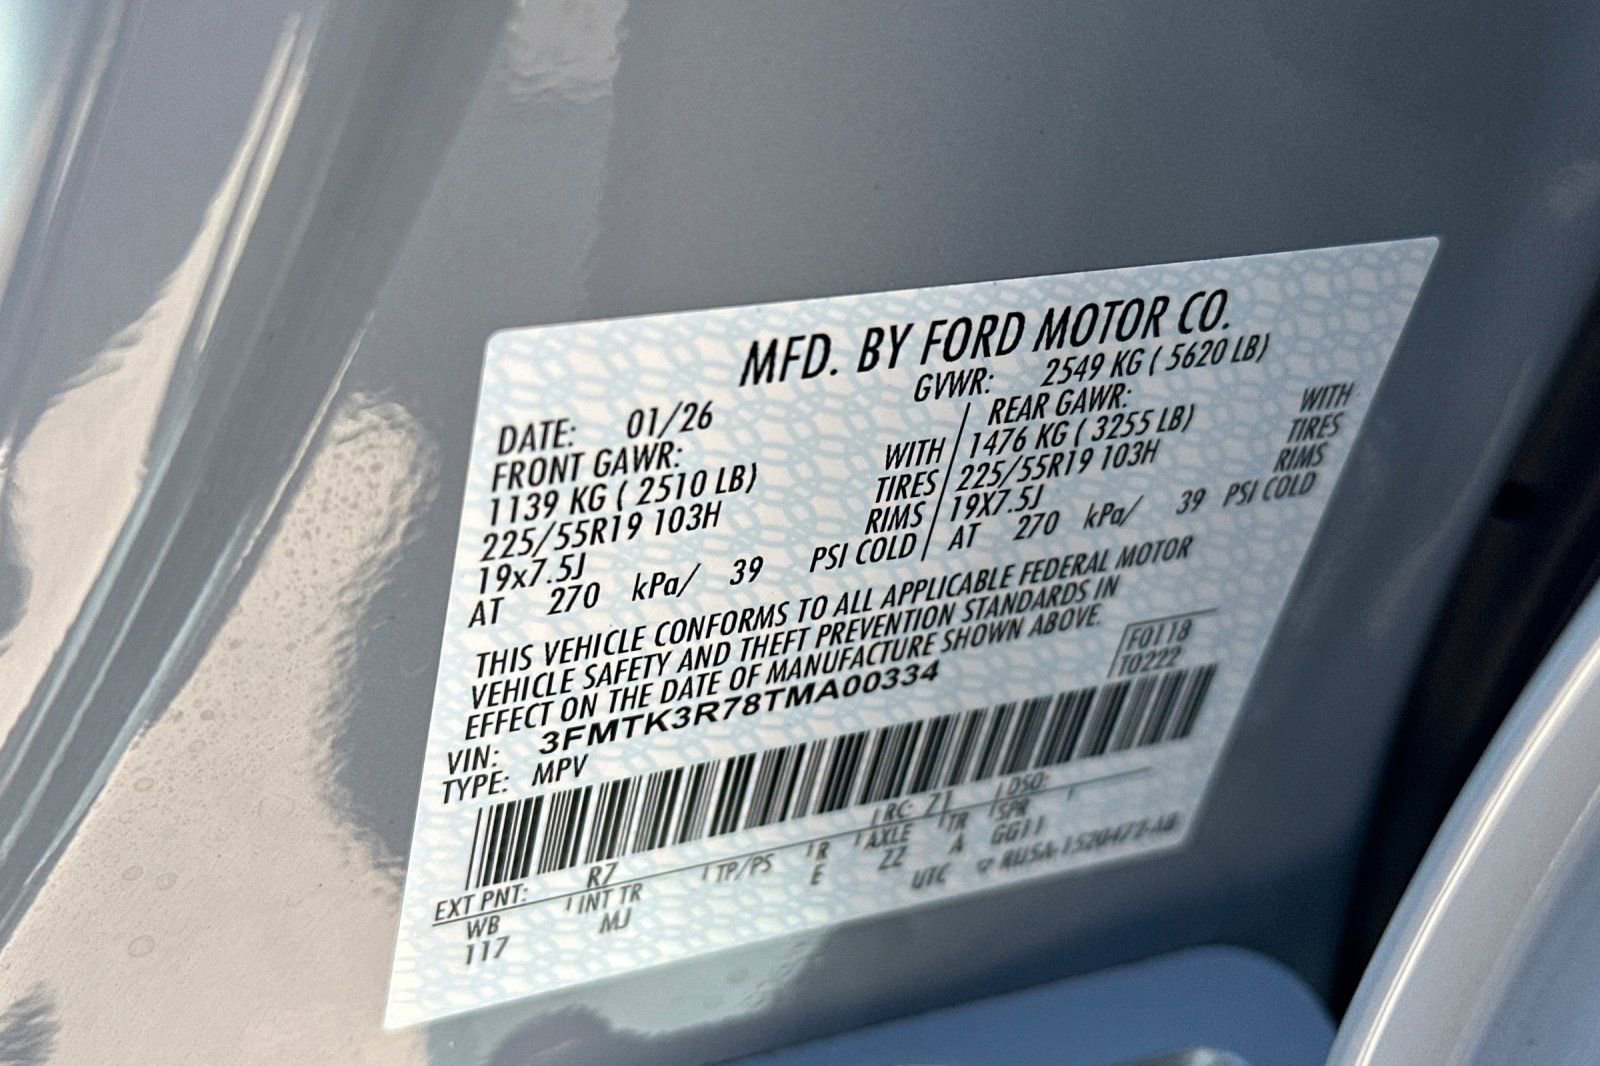 MFD. BY FORD MOTOR CO.
DATE: 01/26 GVWR: 2549 KG ( 5620 LB)
FRONT GAWR: REAR GAWR:
1139 KG ( 2510 LB) WITH 1476 KG ( 3255 LB) WITH
225/55R19 103H TIRES 225/55R19 103H TIRES
19x7.5J RIMS 19X7.5J RIMS
AT 270 kPa/ 39 PSI COLD AT 270 kPa/ 39 PSI COLD
THIS VEHICLE CONFORMS TO ALL APPLICABLE FEDERAL MOTOR
VEHICLE SAFETY AND THEFT PREVENTION STANDARDS IN
EFFECT ON THE DATE OF MANUFACTURE SHOWN ABOVE.
VIN: 3FMTK3R78TMA00334 F0118
TYPE: MPV T0222
EXT PNT: R7 RC: Z1 DSO:
WB INT TR TP/PS R AXLE TR SPR
117 MJ E ZZ A GG11
UTC